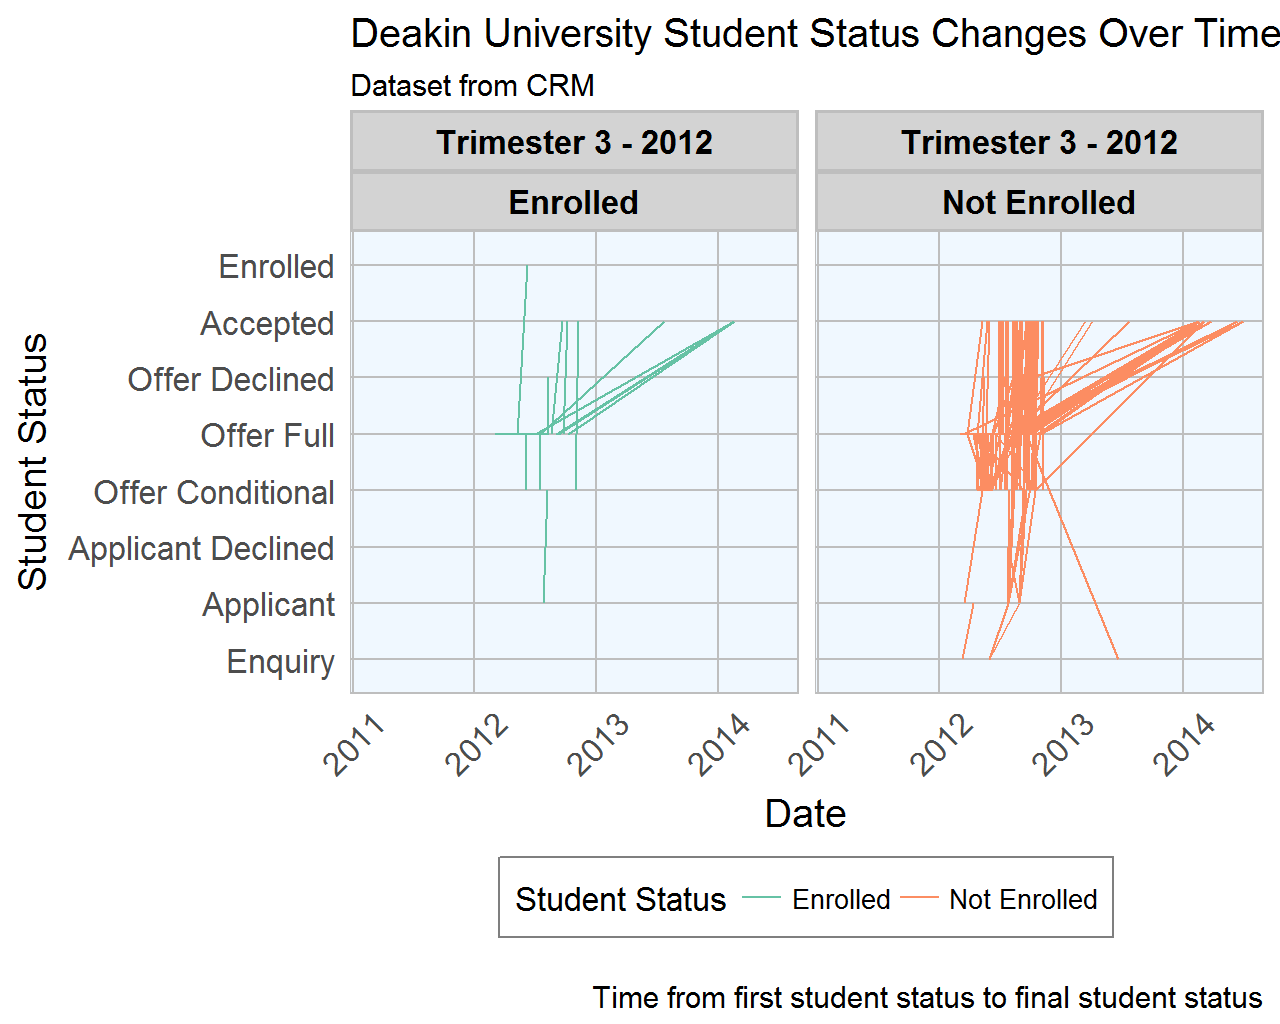 Deakin University Student Status Changes Over Time
Dataset from CRM
Trimester 3 - 2012
Trimester 3 - 2012
Enrolled
Not Enrolled
Student Status
Enrolled
Accepted
Offer Declined
Offer Full
Offer Conditional
Applicant Declined
Applicant
Enquiry
2011 2012 2013 2014
2011 2012 2013 2014
Date
Student Status Enrolled Not Enrolled
Time from first student status to final student status